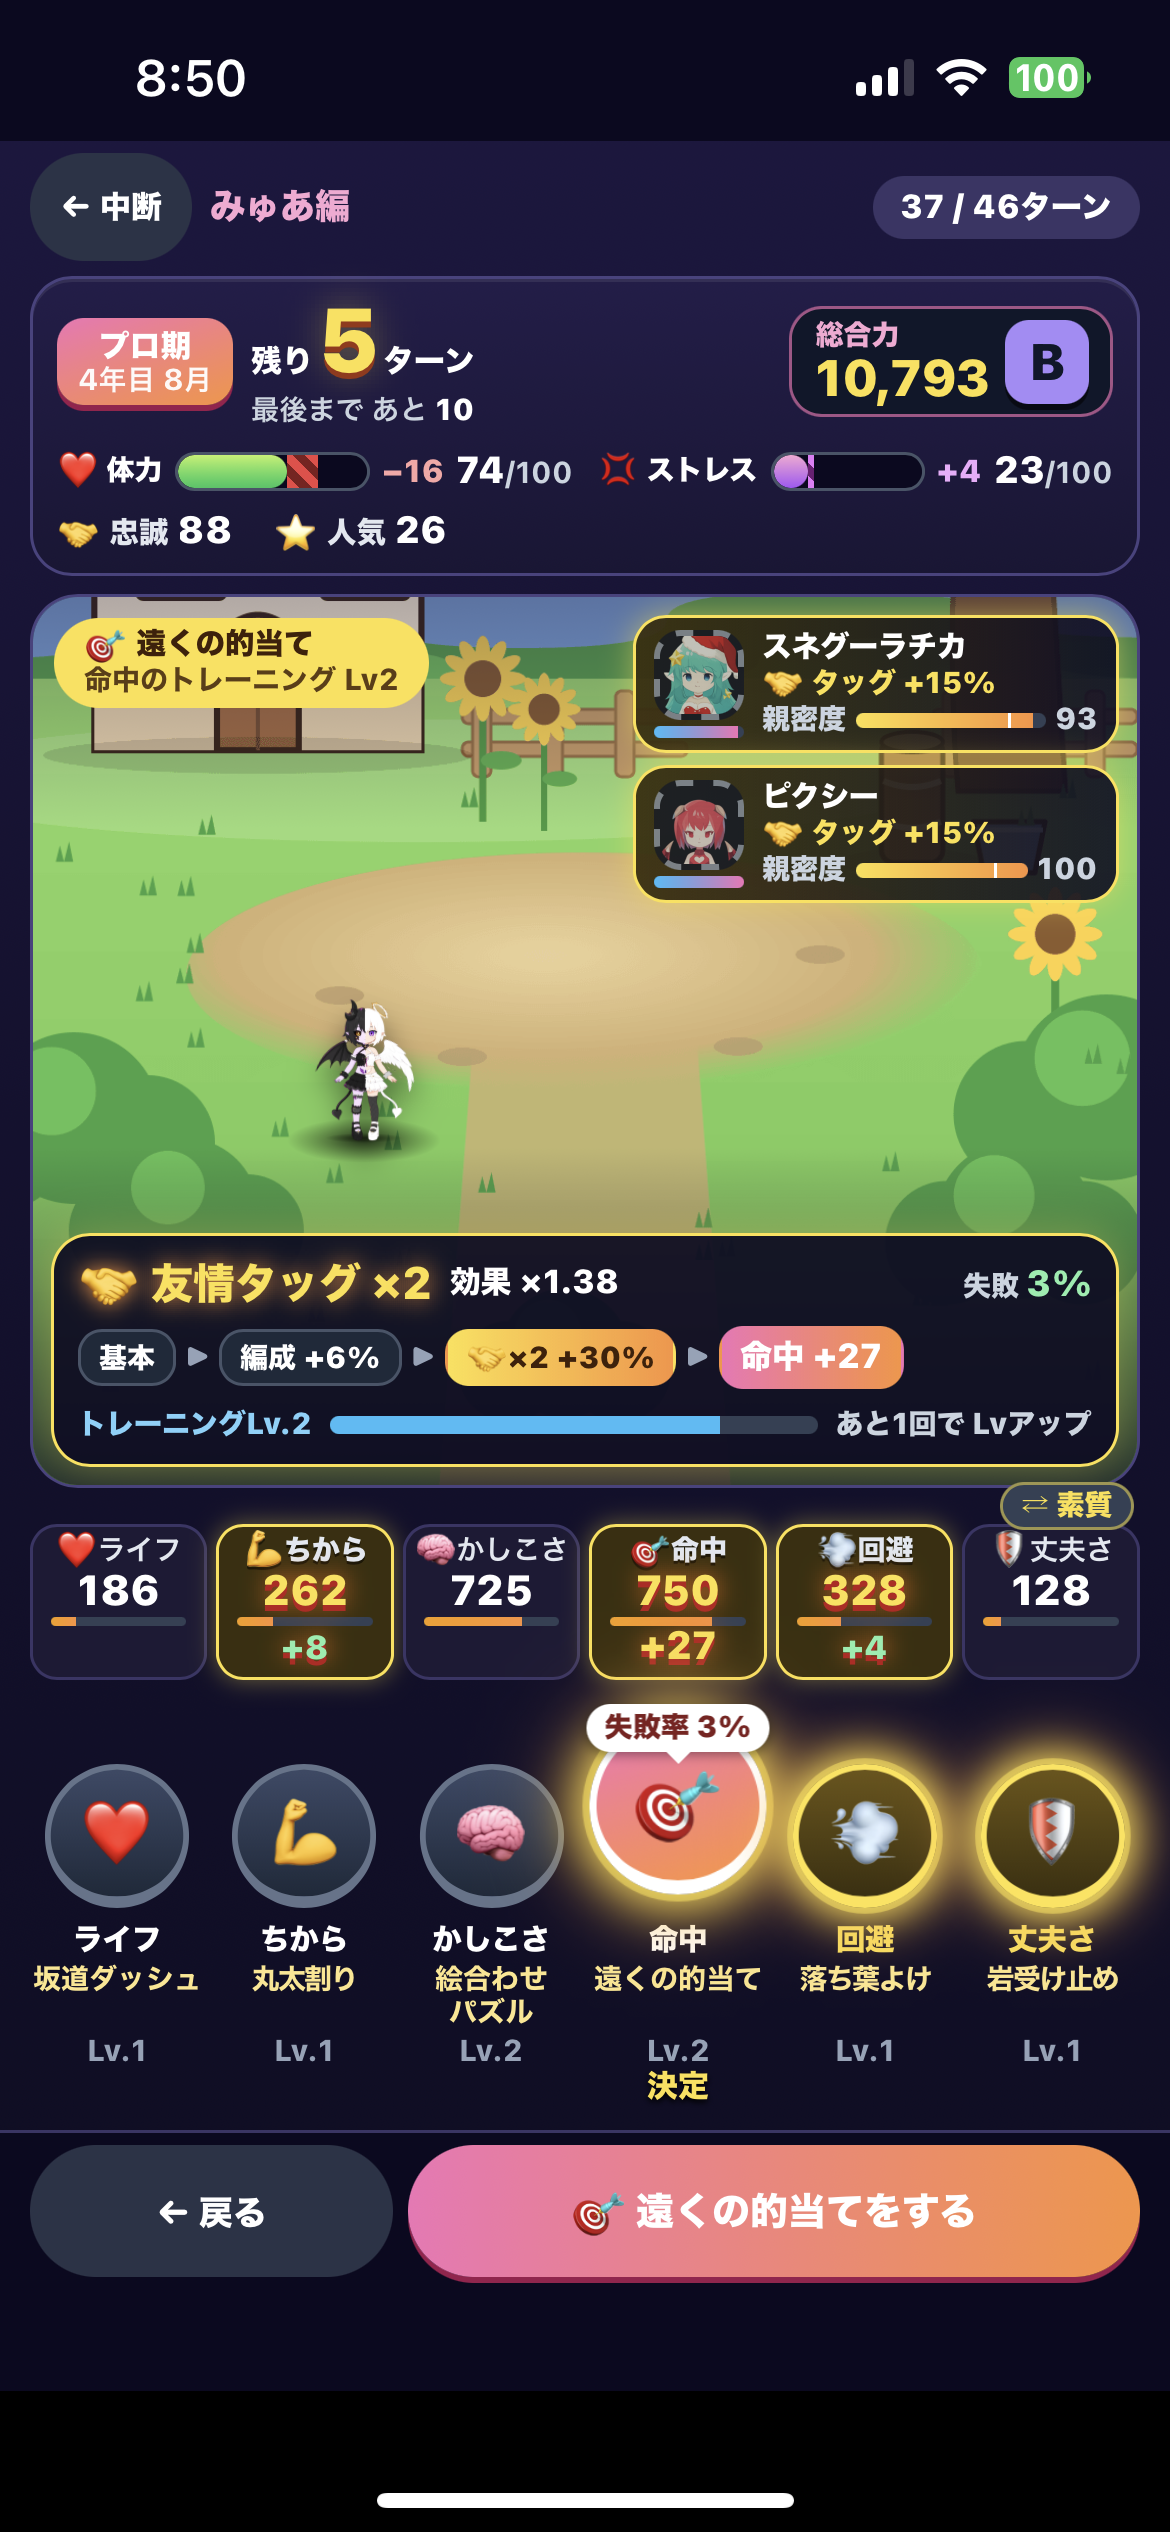 8:50
100
← 中断
みゅあ編
37 / 46ターン
プロ期
4年目 8月
残り 5 ターン
最後まで あと 10
総合力
10,793
B
体力 −16 74/100
ストレス +4 23/100
忠誠 88
人気 26
遠くの的当て
命中のトレーニング Lv2
スネグーラチカ
タッグ +15%
親密度 93
ピクシー
タッグ +15%
親密度 100
友情タッグ ×2 効果 ×1.38
失敗 3%
基本 ▶ 編成 +6% ▶ ×2 +30% ▶ 命中 +27
トレーニングLv.2
あと1回で Lvアップ
⇄ 素質
ライフ
186
ちから
262
+8
かしこさ
725
命中
750
+27
回避
328
+4
丈夫さ
128
失敗率 3%
ライフ
坂道ダッシュ
Lv.1
ちから
丸太割り
Lv.1
かしこさ
絵合わせ
パズル
Lv.2
命中
遠くの的当て
Lv.2
決定
回避
落ち葉よけ
Lv.1
丈夫さ
岩受け止め
Lv.1
← 戻る
遠くの的当てをする